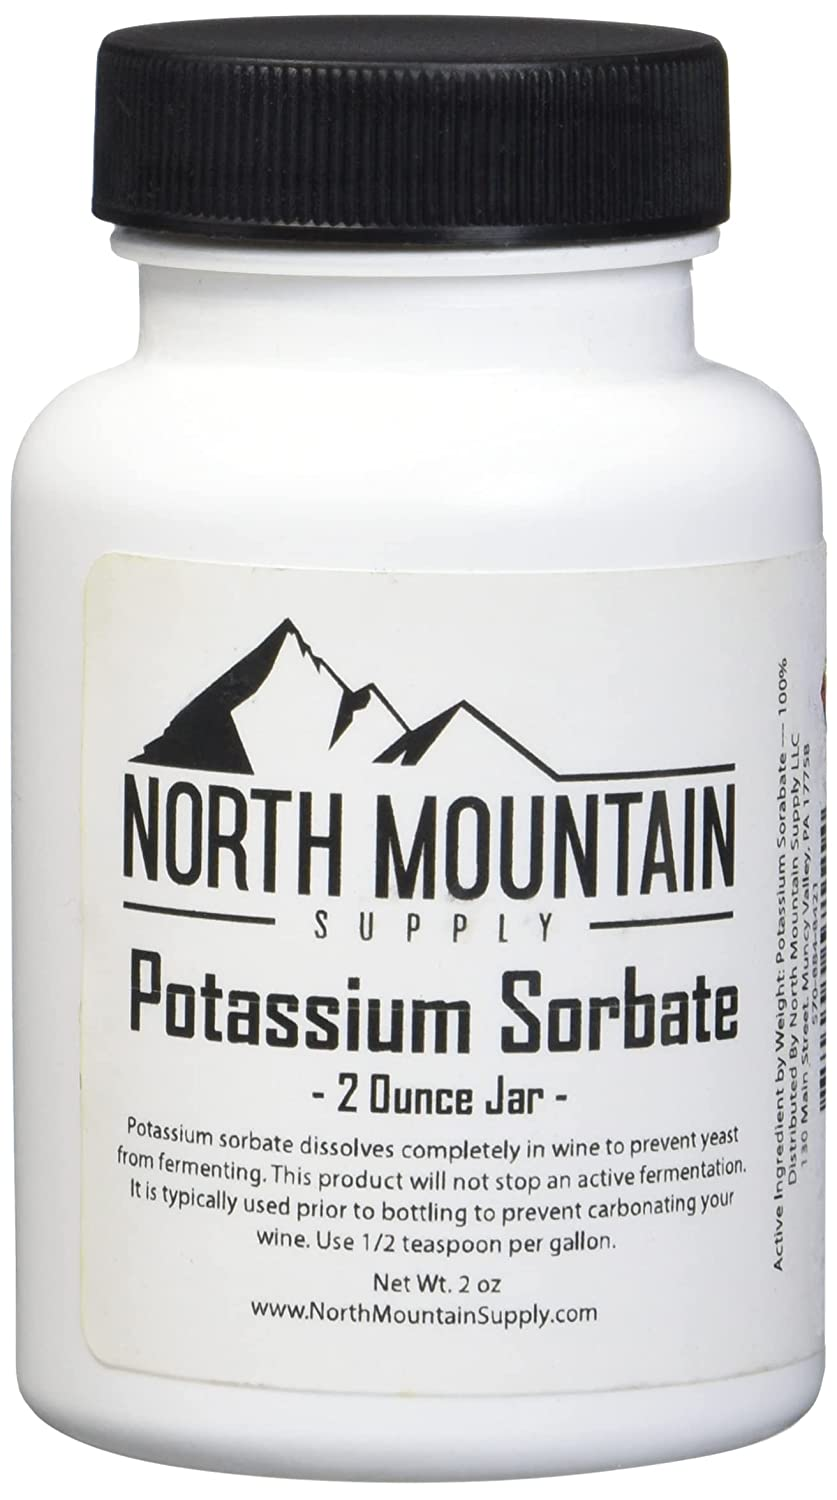 NORTH MOUNTAIN
SUPPLY
Potassium Sorbate
- 2 Ounce Jar -
Potassium sorbate dissolves completely in wine to prevent yeast
from fermenting. This product will not stop an active fermentation.
It is typically used prior to bottling to prevent carbonating your
wine. Use 1/2 teaspoon per gallon.
Net Wt. 2 oz
www.NorthMountainSupply.com
Active Ingredient by Weight: Potassium Sorabate --- 100%
Distributed By North Mountain Supply LLC
130 Main Street. Muncy Valley, PA 17758